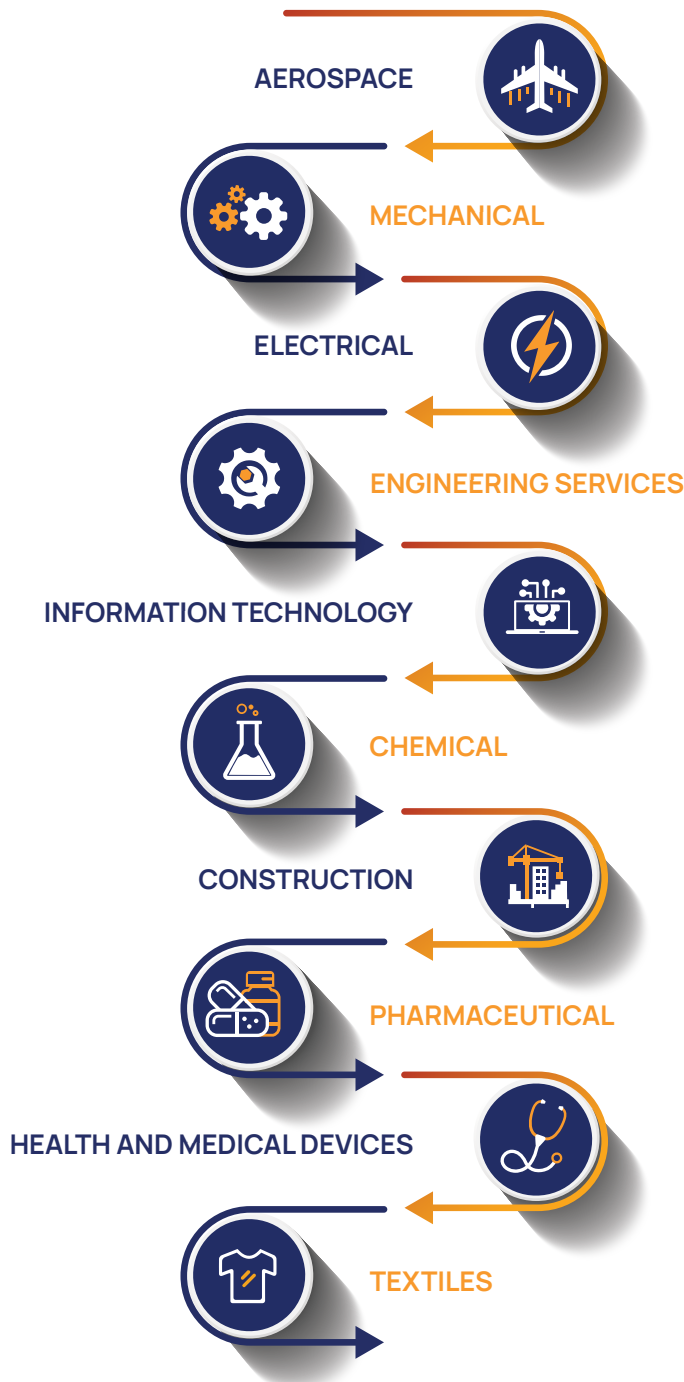 AEROSPACE
MECHANICAL
ELECTRICAL
ENGINEERING SERVICES
INFORMATION TECHNOLOGY
CHEMICAL
CONSTRUCTION
PHARMACEUTICAL
HEALTH AND MEDICAL DEVICES
TEXTILES